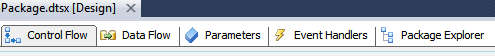 Package.dtsx [Design]
Control Flow Data Flow Parameters Event Handlers Package Explorer